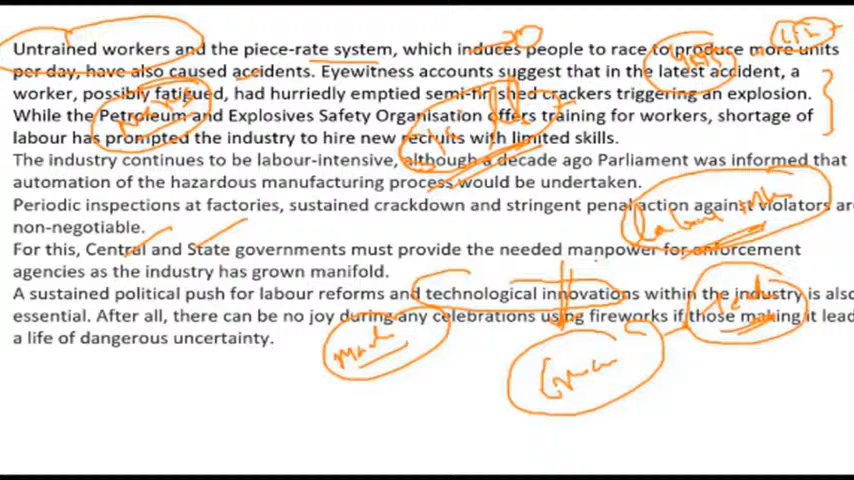 Untrained workers and the piece-rate system, which induces people to race to produce more units
per day, have also caused accidents. Eyewitness accounts suggest that in the latest accident, a
worker, possibly fatigued, had hurriedly emptied semi-finished crackers triggering an explosion.
While the Petroleum and Explosives Safety Organisation offers training for workers, shortage of
labour has prompted the industry to hire new recruits with limited skills.
The industry continues to be labour-intensive, although a decade ago Parliament was informed that
automation of the hazardous manufacturing process would be undertaken.
Periodic inspections at factories, sustained crackdown and stringent penal action against violators are
non-negotiable.
For this, Central and State governments must provide the needed manpower for enforcement
agencies as the industry has grown manifold.
A sustained political push for labour reforms and technological innovations within the industry is also
essential. After all, there can be no joy during any celebrations using fireworks if those making it lead
a life of dangerous uncertainty.